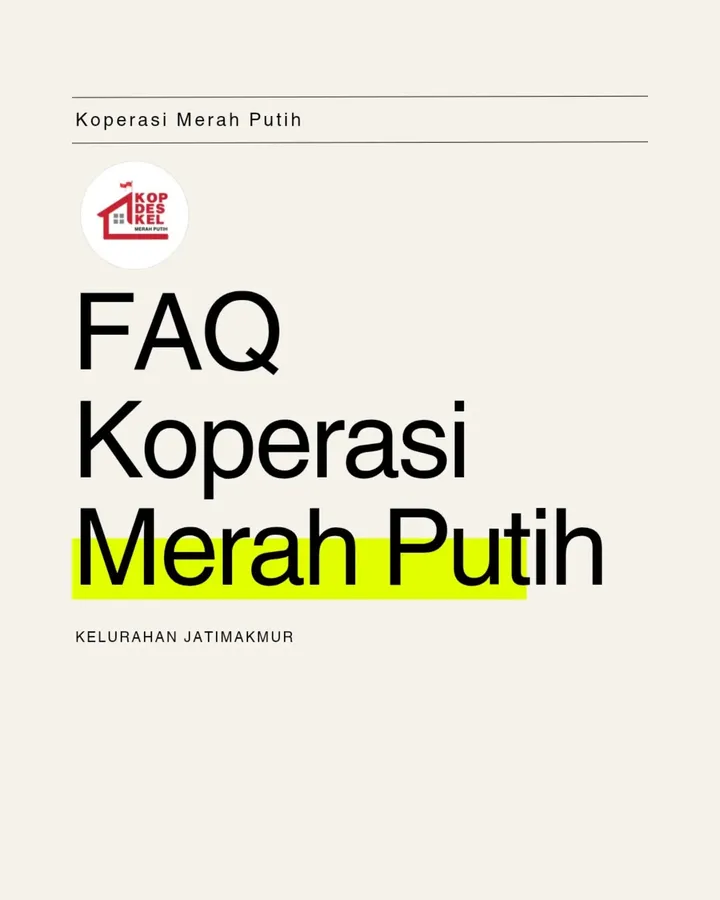 Koperasi Merah Putih
KOP
DES
KEL
MERAH PUTIH
FAQ
Koperasi
Merah Putih
KELURAHAN JATIMAKMUR